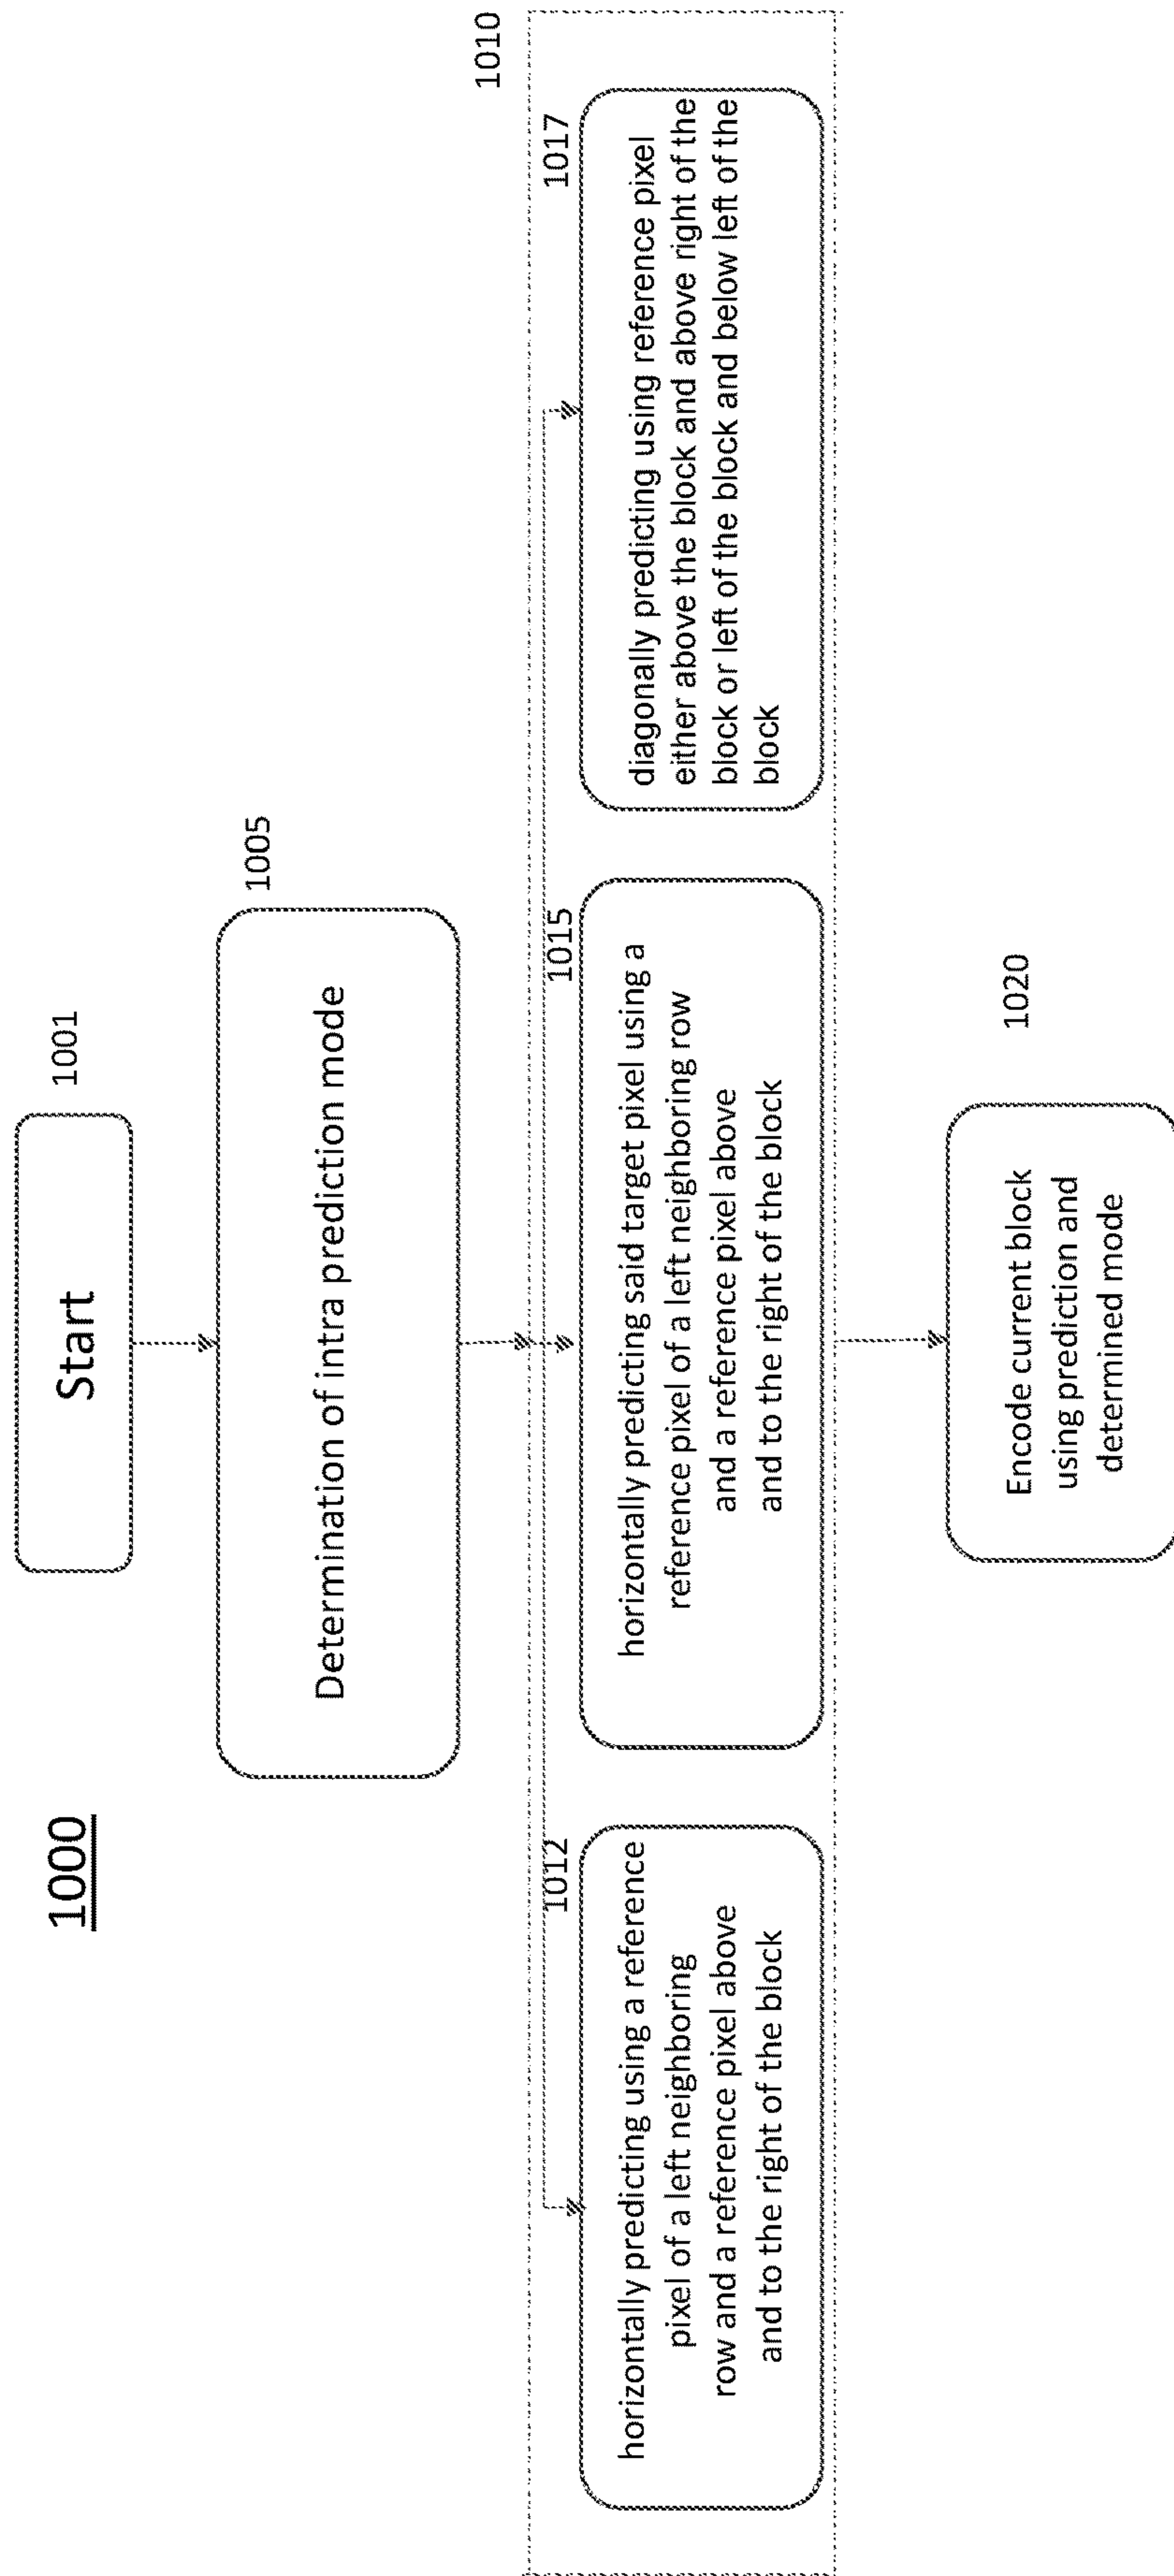 1000
Start
1001
Determination of intra prediction mode
1005
1010
1012
horizontally predicting using a reference
pixel of a left neighboring
row and a reference pixel above
and to the right of the block
1015
horizontally predicting said target pixel using a
reference pixel of a left neighboring row
and a reference pixel above
and to the right of the block
1017
diagonally predicting using reference pixel
either above the block and above right of the
block or left of the block and below left of the
block
Encode current block
using prediction and
determined mode
1020